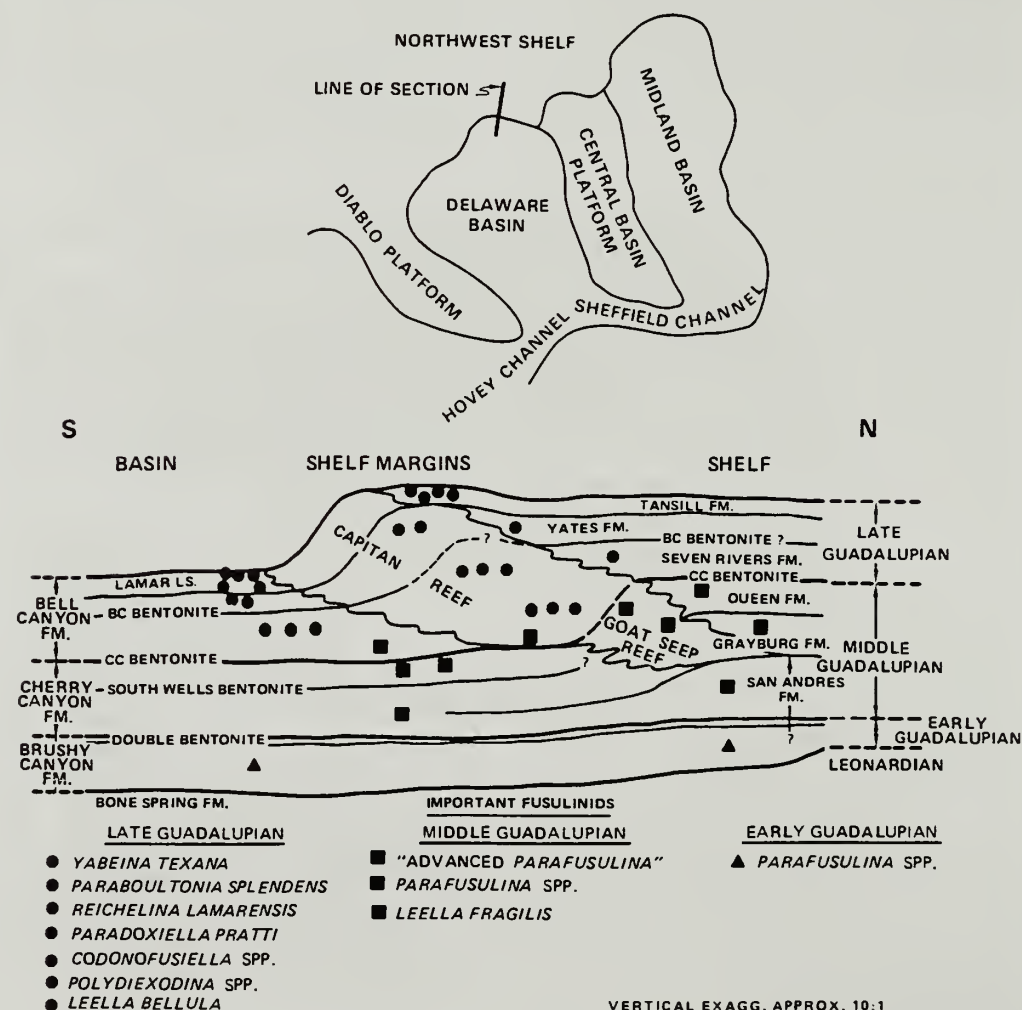 NORTHWEST SHELF
LINE OF SECTION
MIDLAND BASIN
CENTRAL BASIN
PLATFORM
DELAWARE
BASIN
DIABLO PLATFORM
SHEFFIELD CHANNEL
HOVEY CHANNEL
S
N
BASIN
SHELF MARGINS
SHELF
TANSILL FM.
YATES FM.
LATE
GUADALUPIAN
BC BENTONITE ?
SEVEN RIVERS FM.
CC BENTONITE
CAPITAN
REEF
?
LAMAR LS.
BELL
CANYON
FM.
BC BENTONITE
QUEEN FM.
GOAT SEEP
REEF
GRAYBURG FM.
MIDDLE
GUADALUPIAN
CC BENTONITE
SOUTH WELLS BENTONITE
?
SAN ANDRES
FM.
CHERRY
CANYON
FM.
DOUBLE BENTONITE
EARLY
GUADALUPIAN
?
BRUSHY
CANYON
FM.
LEONARDIAN
BONE SPRING FM.
IMPORTANT FUSULINIDS
LATE GUADALUPIAN
YABEINA TEXANA
PARABOULTONIA SPLENDENS
REICHELINA LAMARENSIS
PARADOXIELLA PRATTI
CODONOFUSIELLA SPP.
POLYDIEXODINA SPP.
LEELLA BELLULA
MIDDLE GUADALUPIAN
"ADVANCED PARAFUSULINA"
PARAFUSULINA SPP.
LEELLA FRAGILIS
EARLY GUADALUPIAN
PARAFUSULINA SPP.
VERTICAL EXAGG. APPROX. 10:1